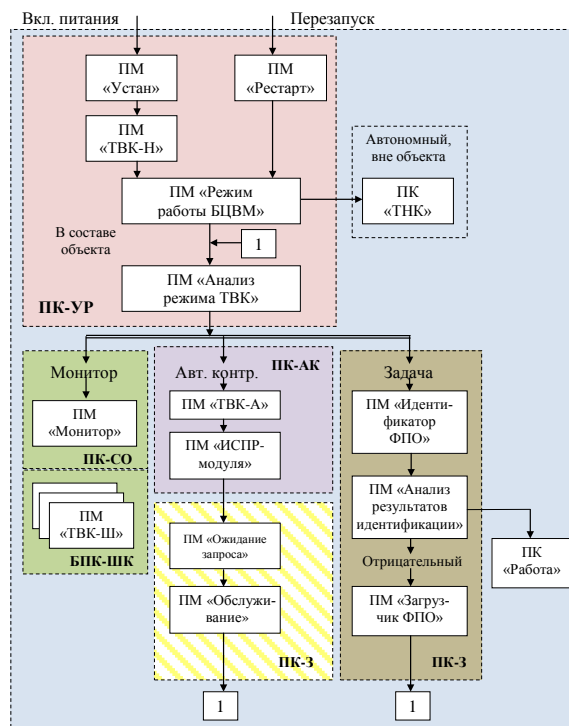 Вкл. питания
Перезапуск
ПМ
«Устан»
ПМ
«Рестарт»
ПМ
«ТВК-Н»
Автономный,
вне объекта
ПК
«ТНК»
ПМ «Режим
работы БЦВМ»
В составе
объекта
1
ПМ «Анализ
режима ТВК»
ПК-УР
Монитор
ПМ
«Монитор»
ПК-СО
ПМ
«ТВК-Ш»
БПК-ШК
Авт. контр.
ПК-АК
ПМ «ТВК-А»
ПМ «ИСПР-
модуля»
ПМ «Ожидание
запроса»
ПМ «Обслужи-
вание»
ПК-З
1
Задача
ПМ «Иденти-
фикатор
ФПО»
ПМ «Анализ
результатов
идентификации»
Отрицательный
ПК
«Работа»
ПМ «Загруз-
чик ФПО»
ПК-З
1